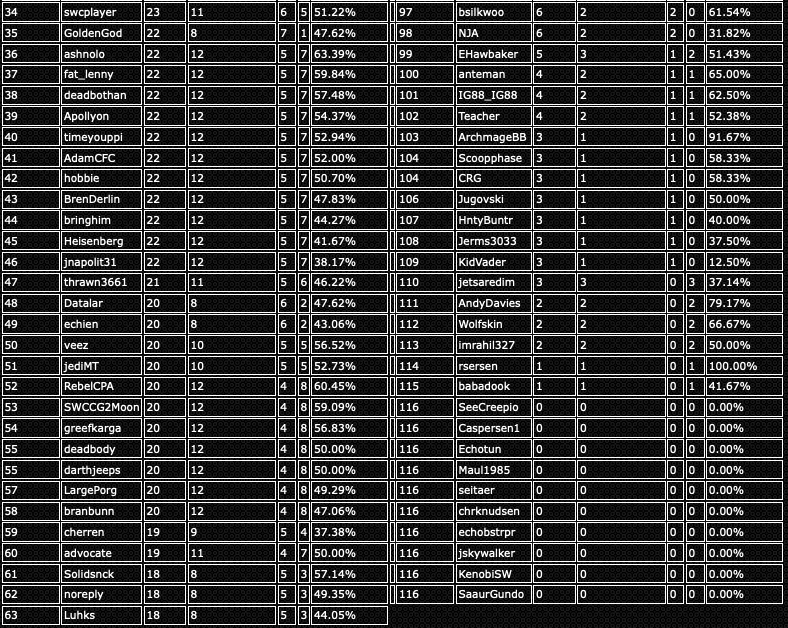 34 swcplayer 23 11 6 5 51.22% 97 bsilkwoo 6 2 2 0 61.54%
35 GoldenGod 22 8 7 1 47.62% 98 NJA 6 2 2 0 31.82%
36 ashnolo 22 12 5 7 63.39% 99 EHawbaker 5 3 1 2 51.43%
37 fat_lenny 22 12 5 7 59.84% 100 anteman 4 2 1 1 65.00%
38 deadbothan 22 12 5 7 57.48% 101 IG88_IG88 4 2 1 1 62.50%
39 Apollyon 22 12 5 7 54.37% 102 Teacher 4 2 1 1 52.38%
40 timeyouppi 22 12 5 7 52.94% 103 ArchmageBB 3 1 1 0 91.67%
41 AdamCFC 22 12 5 7 52.00% 104 Scoopphase 3 1 1 0 58.33%
42 hobbie 22 12 5 7 50.70% 104 CRG 3 1 1 0 58.33%
43 BrenDerlin 22 12 5 7 47.83% 106 Jugovski 3 1 1 0 50.00%
44 bringhim 22 12 5 7 44.27% 107 HntyBuntr 3 1 1 0 40.00%
45 Heisenberg 22 12 5 7 41.67% 108 Jerms3033 3 1 1 0 37.50%
46 jnapolit31 22 12 5 7 38.17% 109 KidVader 3 1 1 0 12.50%
47 thrawn3661 21 11 5 6 46.22% 110 jetsaredim 3 3 0 3 37.14%
48 Datalar 20 8 6 2 47.62% 111 AndyDavies 2 2 0 2 79.17%
49 echien 20 8 6 2 43.06% 112 Wolfskin 2 2 0 2 66.67%
50 veez 20 10 5 5 56.52% 113 imrahil327 2 2 0 2 50.00%
51 jediMT 20 10 5 5 52.73% 114 rsersen 1 1 0 1 100.00%
52 RebelCPA 20 12 4 8 60.45% 115 babadook 1 1 0 1 41.67%
53 SWCCG2Moon 20 12 4 8 59.09% 116 SeeCreepio 0 0 0 0 0.00%
54 greefkarga 20 12 4 8 56.83% 116 Caspersen1 0 0 0 0 0.00%
55 deadbody 20 12 4 8 50.00% 116 Echotun 0 0 0 0 0.00%
55 darthjeeps 20 12 4 8 50.00% 116 Maul1985 0 0 0 0 0.00%
57 LargePorg 20 12 4 8 49.29% 116 seitaer 0 0 0 0 0.00%
58 branbunn 20 12 4 8 47.06% 116 chrknudsen 0 0 0 0 0.00%
59 cherren 19 9 5 4 37.38% 116 echobstrpr 0 0 0 0 0.00%
60 advocate 19 11 4 7 50.00% 116 jskywalker 0 0 0 0 0.00%
61 Solidsnck 18 8 5 3 57.14% 116 KenobiSW 0 0 0 0 0.00%
62 noreply 18 8 5 3 49.35% 116 SaaurGundo 0 0 0 0 0.00%
63 Luhks 18 8 5 3 44.05%